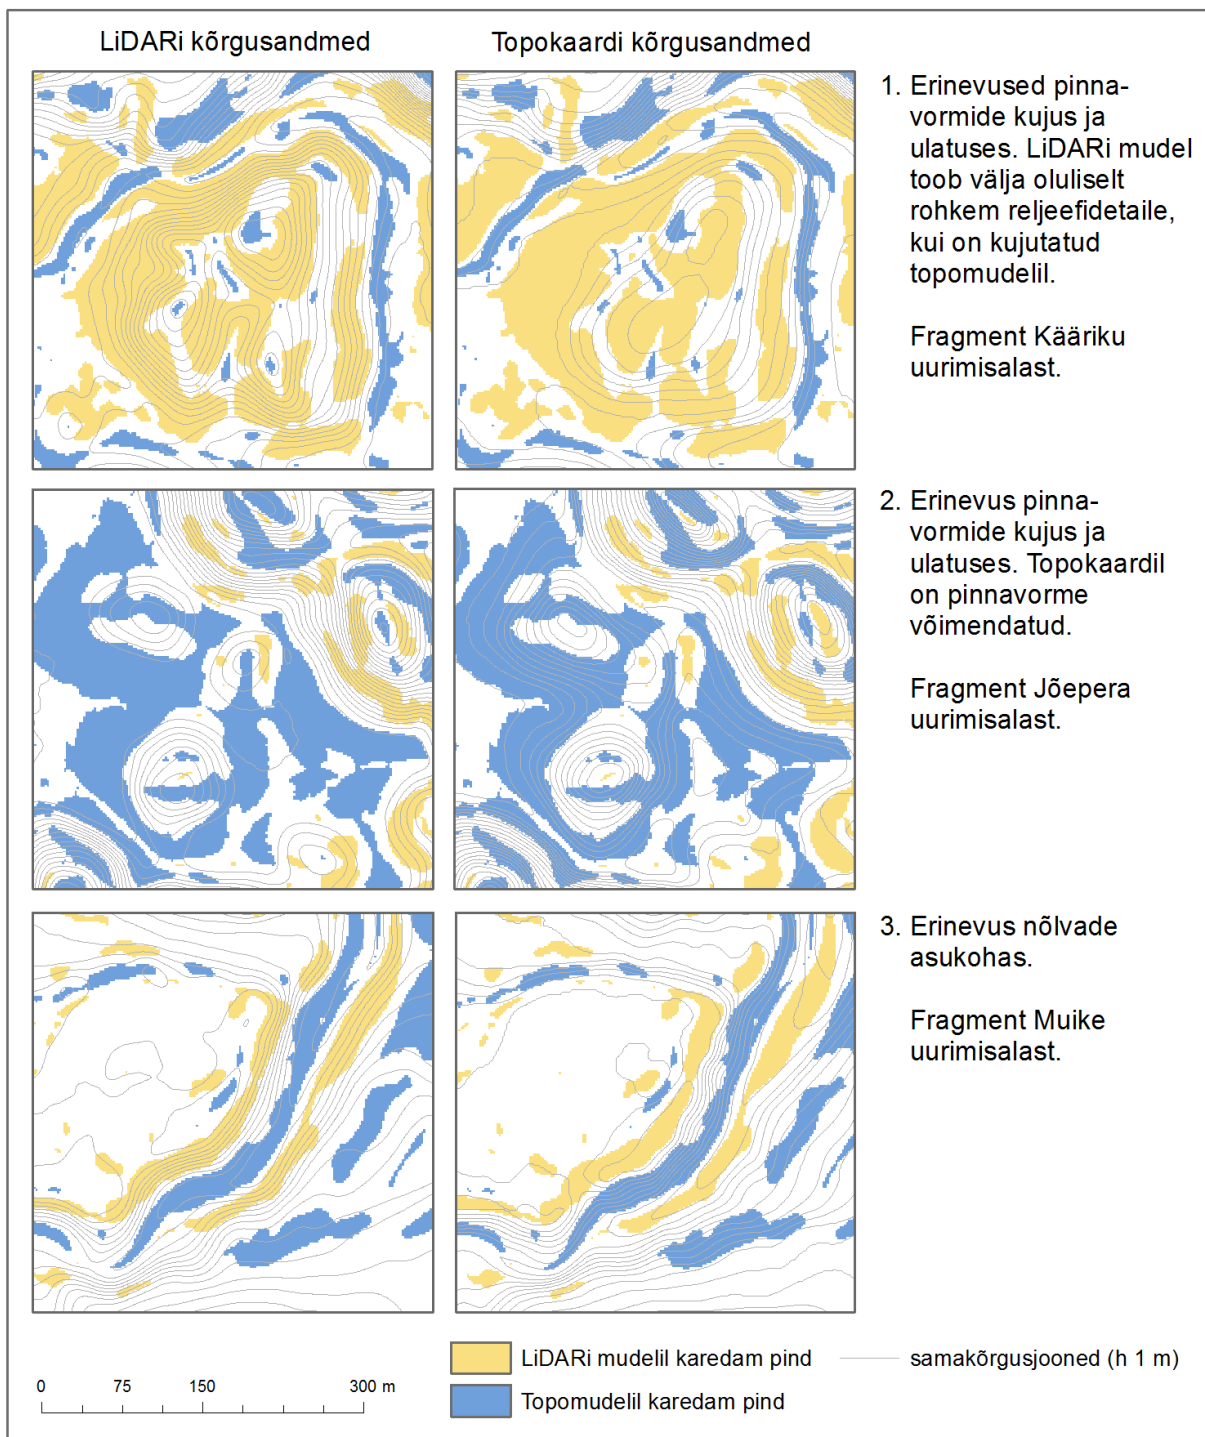 LiDARi kõrgusandmed
Topokaardi kõrgusandmed
1. Erinevused pinna-
vormide kujus ja
ulatuses. LiDARi mudel
toob välja oluliselt
rohkem reljeefidetaile,
kui on kujutatud
topomudelil.
Fragment Kääriku
uurimisalast.
2. Erinevus pinna-
vormide kujus ja
ulatuses. Topokaardil
on pinnavorme
võimendatud.
Fragment Jõepera
uurimisalast.
3. Erinevus nõlvade
asukohas.
Fragment Muike
uurimisalast.
LiDARi mudelil karedam pind
samakõrgusjooned (h 1 m)
Topomudelil karedam pind
0 75 150 300 m